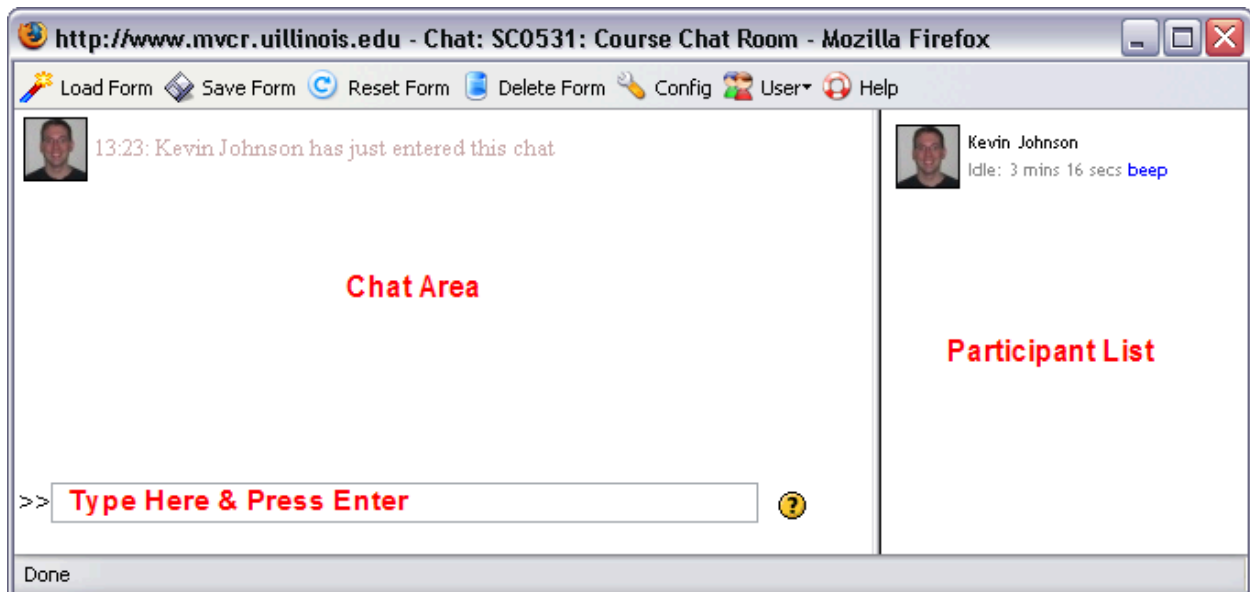 http://www.mvcr.uillinois.edu - Chat: SC0531: Course Chat Room - Mozilla Firefox
Load Form Save Form Reset Form Delete Form Config User Help
13:23: Kevin Johnson has just entered this chat
Kevin Johnson
Idle: 3 mins 16 secs beep
Chat Area
Participant List
>> Type Here & Press Enter ?
Done